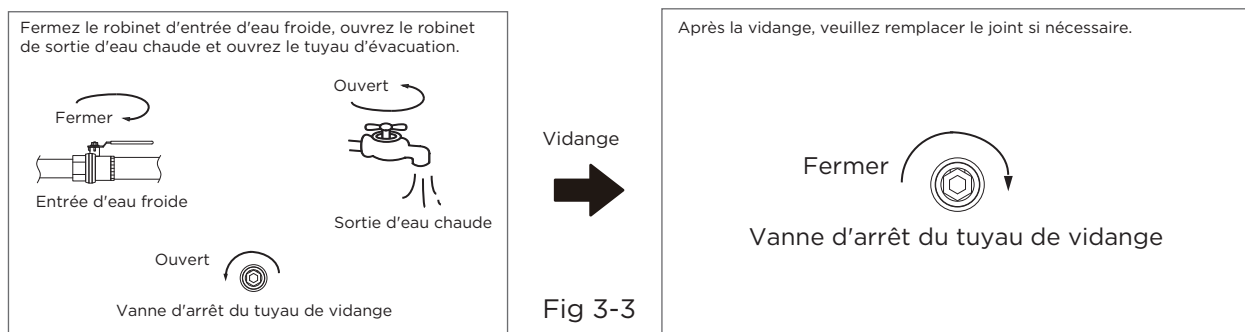 Fermez le robinet d'entrée d'eau froide, ouvrez le robinet
de sortie d'eau chaude et ouvrez le tuyau d'évacuation.
Fermer
Entrée d'eau froide
Ouvert
Sortie d'eau chaude
Ouvert
Vanne d'arrêt du tuyau de vidange
Vidange
Fig 3-3
Après la vidange, veuillez remplacer le joint si nécessaire.
Fermer
Vanne d'arrêt du tuyau de vidange